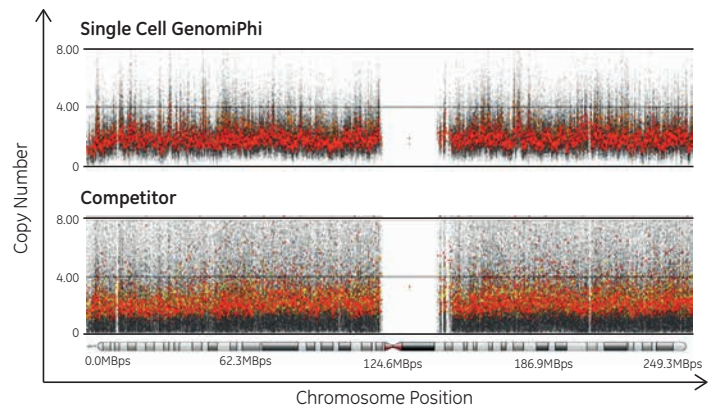 Single Cell GenomiPhi
8.00
4.00
0
Competitor
8.00
4.00
0
Copy Number
0.0MBps 62.3MBps 124.6MBps 186.9MBps 249.3MBps
Chromosome Position